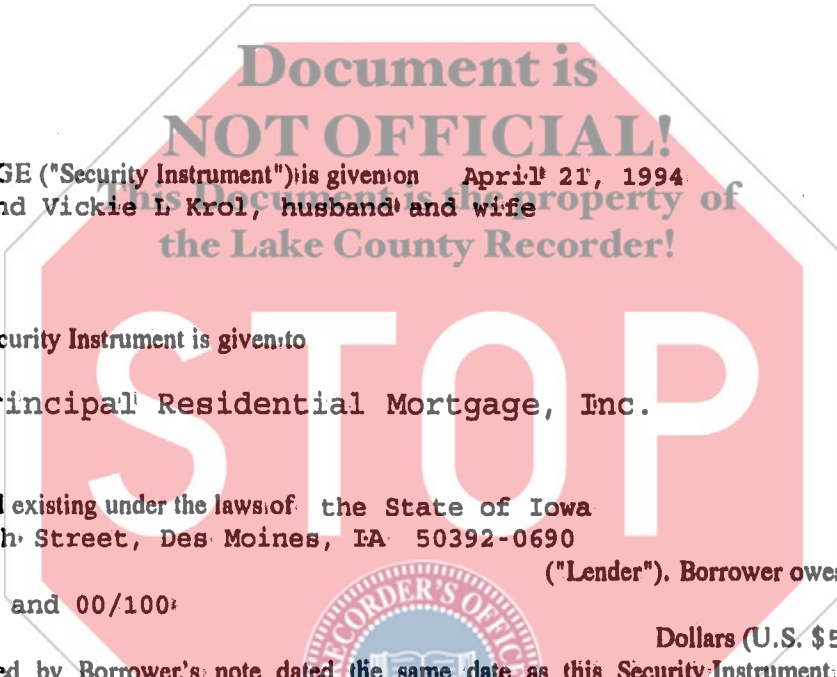 Document is
NOT OFFICIAL!
GE ("Security Instrument") is given on April 21, 1994
This Document is the property of
nd Vickie L Krol, husband and wife
the Lake County Recorder!
curity Instrument is given to
STOP
rincipal Residential Mortgage, Inc.
existing under the laws of the State of Iowa
h Street, Des Moines, IA 50392-0690
("Lender"). Borrower owe
and 00/100
CORDER'S OFFIC
Dollars (U.S. $5
ed by Borrower's note dated the same date as this Security Instrument